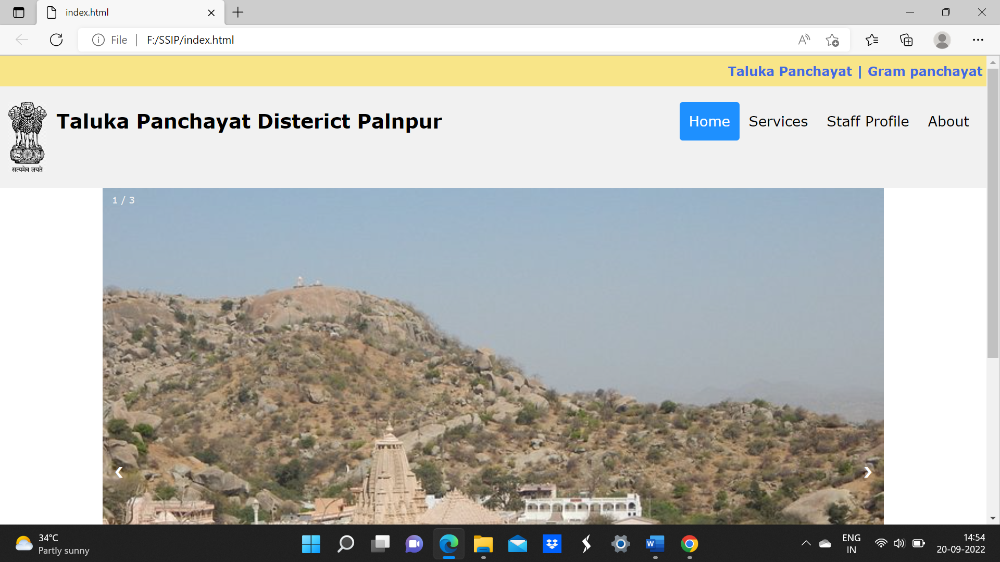 index.html
File | F:/SSIP/index.html
Taluka Panchayat | Gram panchayat
Taluka Panchayat Disterict Palnpur
Home Services Staff Profile About
सत्यमेव जयते
1 / 3
❮ ❯
34°C
Partly sunny
ENG
IN
14:54
20-09-2022